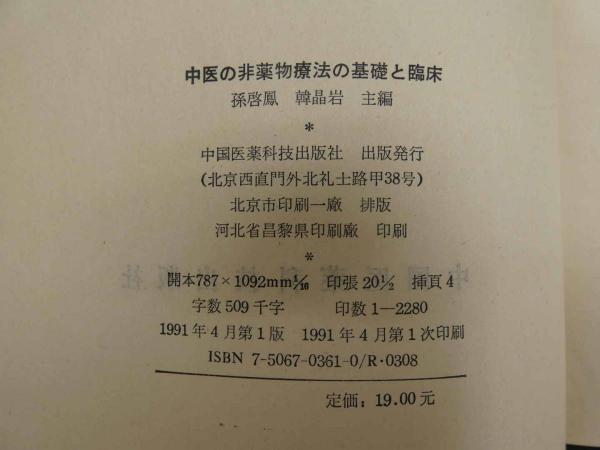 中医の非薬物療法の基礎と臨床
孫啓鳳　韓晶岩　主編
*
中国医薬科技出版社　出版発行
(北京西直門外北礼士路甲38号)
北京市印刷一廠　排版
河北省昌黎県印刷廠　印刷
*
開本787×1092mm 1/16　印張 20 1/2　挿頁 4
字数 509 千字　印数 1—2280
1991 年 4 月第 1 版　1991 年 4 月第 1 次印刷
ISBN 7-5067-0361-0/R·0308
定価: 19.00 元